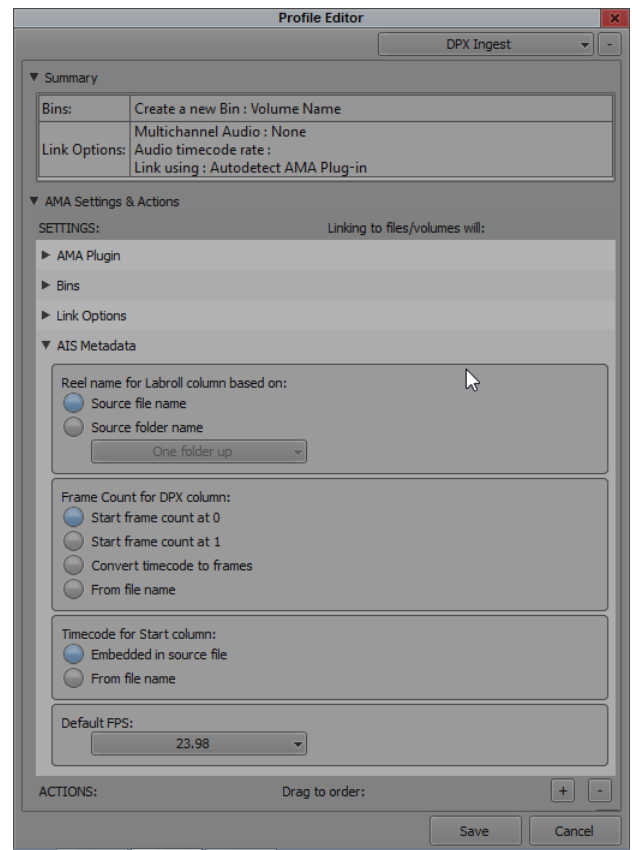 Profile Editor
DPX Ingest
-
Summary
Bins: Create a new Bin : Volume Name
Link Options: Multichannel Audio : None
Audio timecode rate :
Link using : Autodetect AMA Plug-in
AMA Settings & Actions
SETTINGS: Linking to files/volumes will:
AMA Plugin
Bins
Link Options
AIS Metadata
Reel name for Labroll column based on:
Source file name
Source folder name
One folder up
Frame Count for DPX column:
Start frame count at 0
Start frame count at 1
Convert timecode to frames
From file name
Timecode for Start column:
Embedded in source file
From file name
Default FPS:
23.98
ACTIONS: Drag to order: + -
Save Cancel